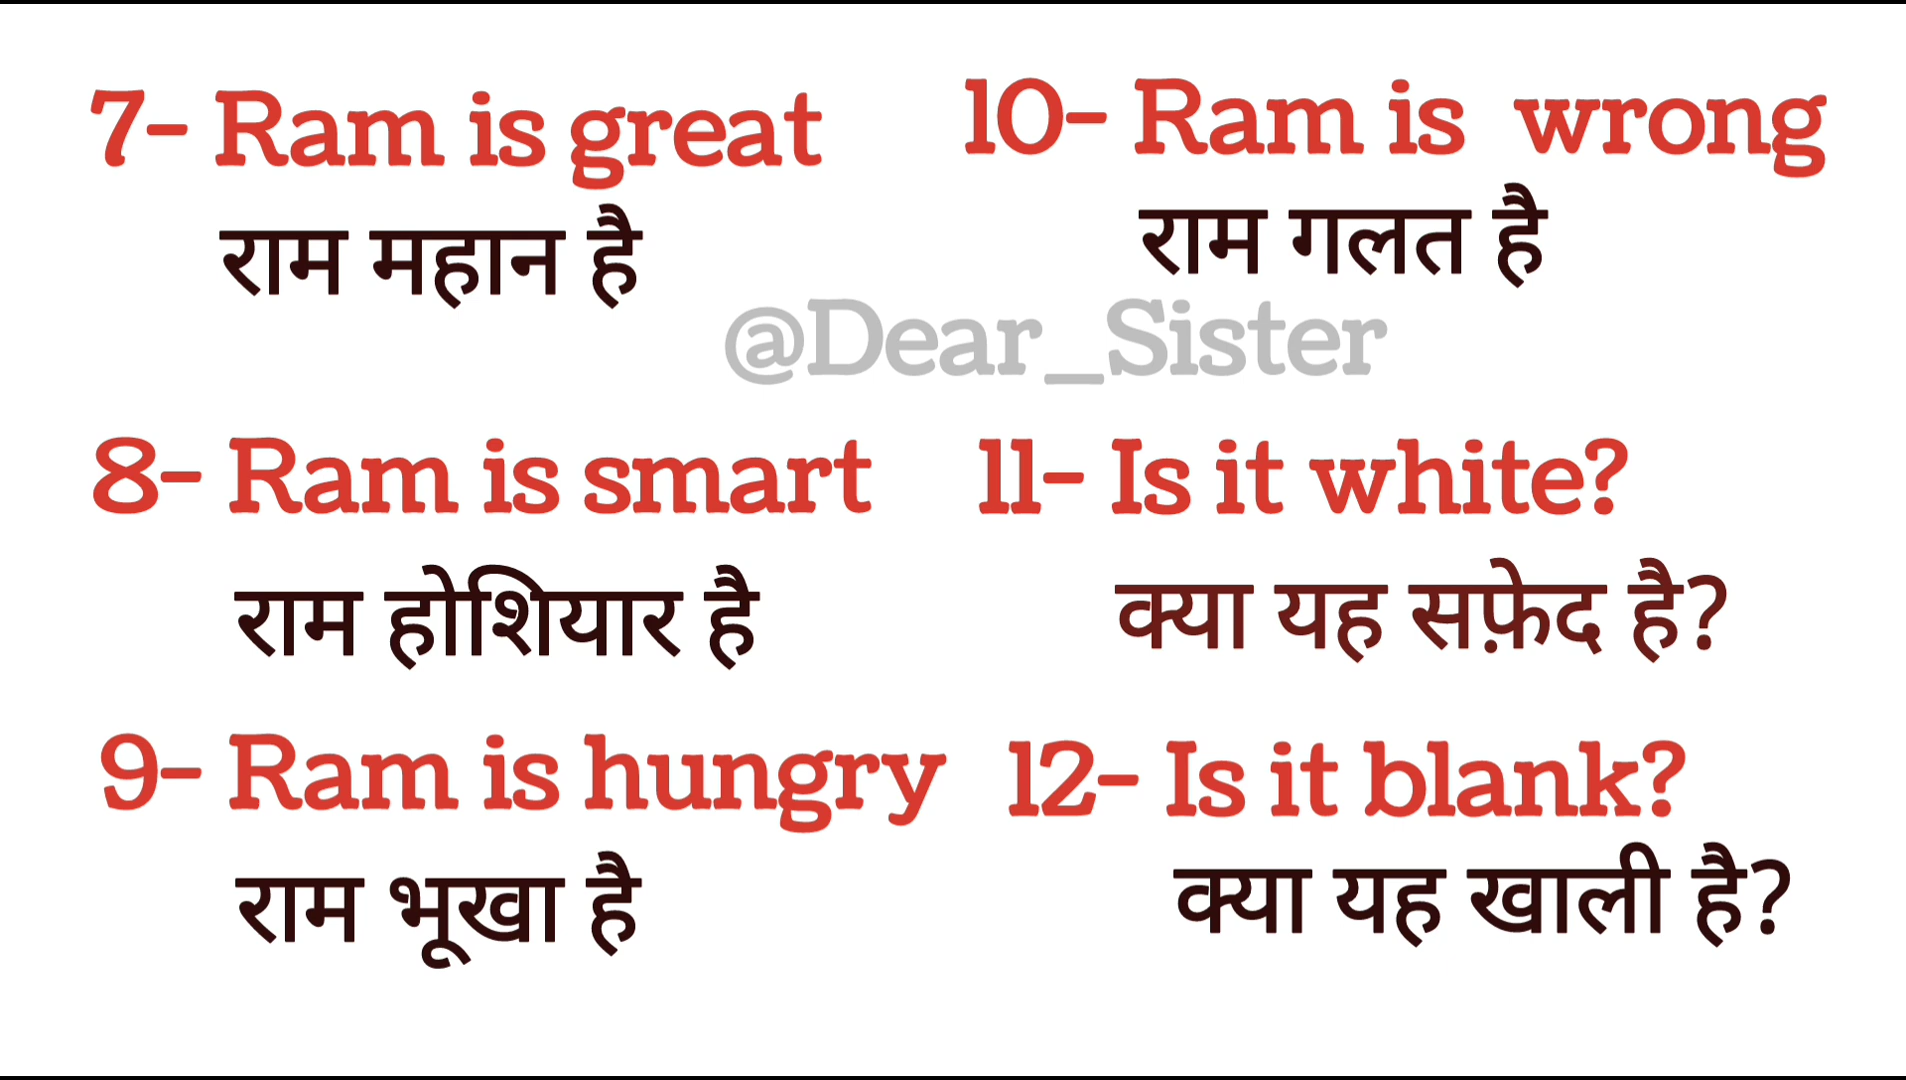 7- Ram is great
राम महान है
8- Ram is smart
राम होशियार है
9- Ram is hungry
राम भूखा है
10- Ram is wrong
राम गलत है
@Dear_Sister
11- Is it white?
क्या यह सफ़ेद है?
12- Is it blank?
क्या यह खाली है?